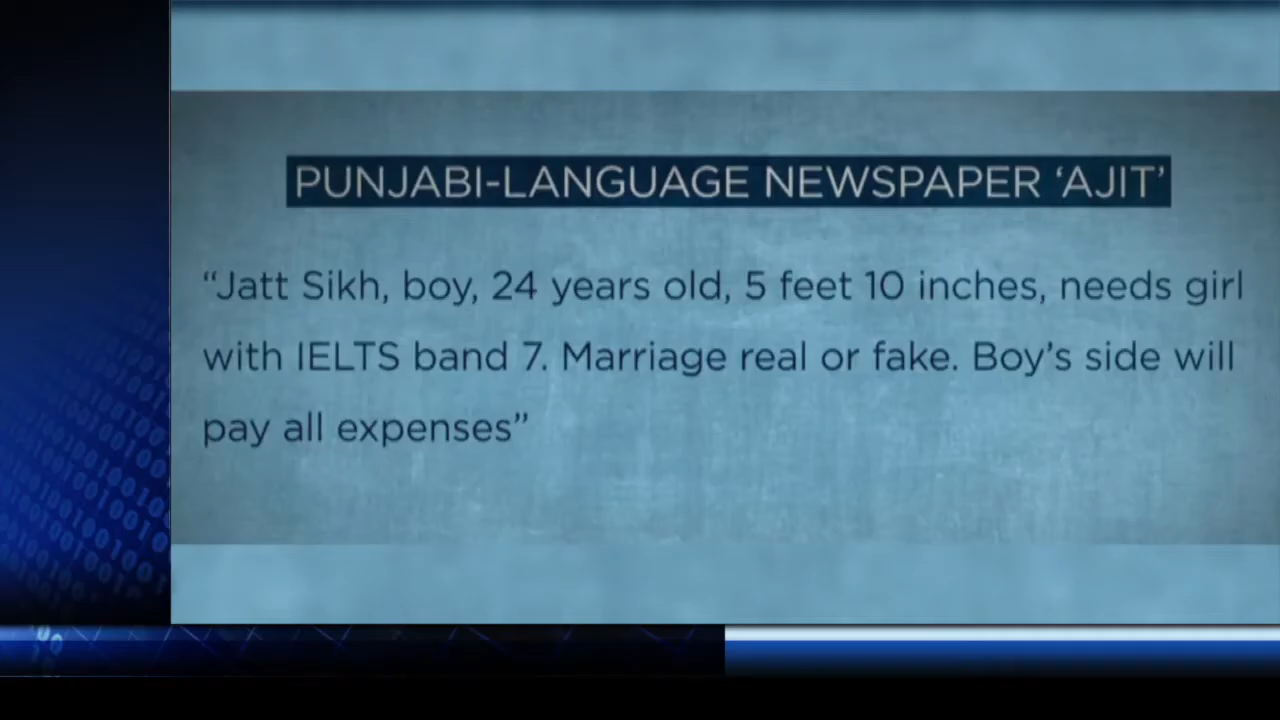 PUNJABI-LANGUAGE NEWSPAPER ‘AJIT’
“Jatt Sikh, boy, 24 years old, 5 feet 10 inches, needs girl
with IELTS band 7. Marriage real or fake. Boy’s side will
pay all expenses”